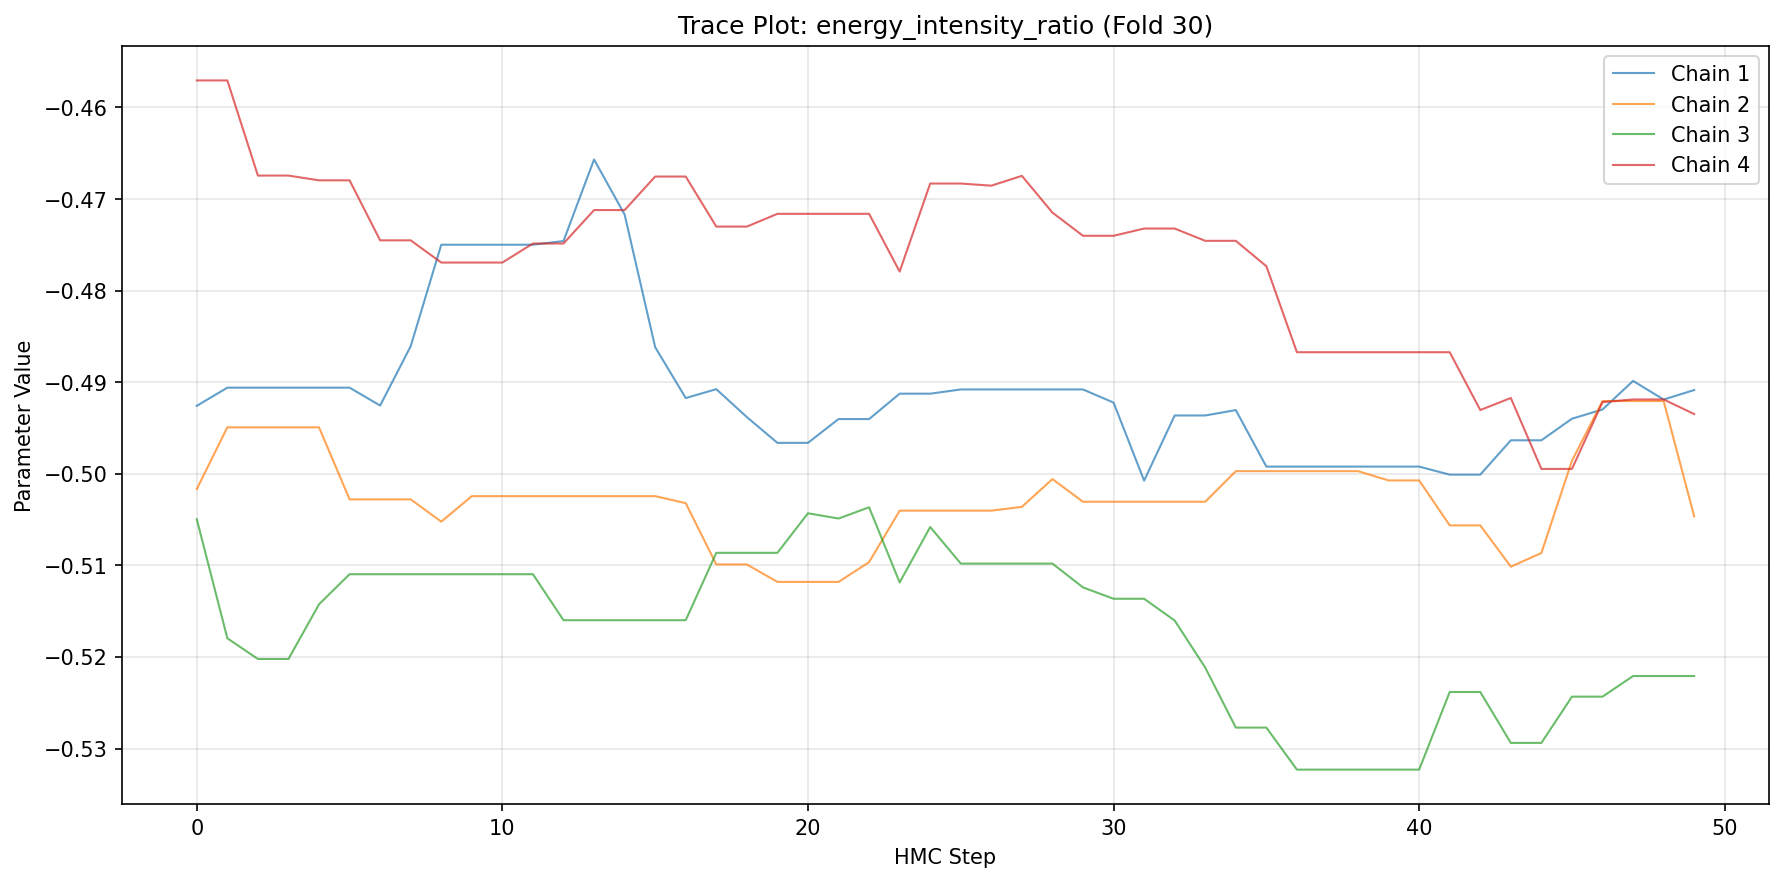 Trace Plot: energy_intensity_ratio (Fold 30)
Chain 1
Chain 2
Chain 3
Chain 4
Parameter Value
−0.46
−0.47
−0.48
−0.49
−0.50
−0.51
−0.52
−0.53
0 10 20 30 40 50
HMC Step